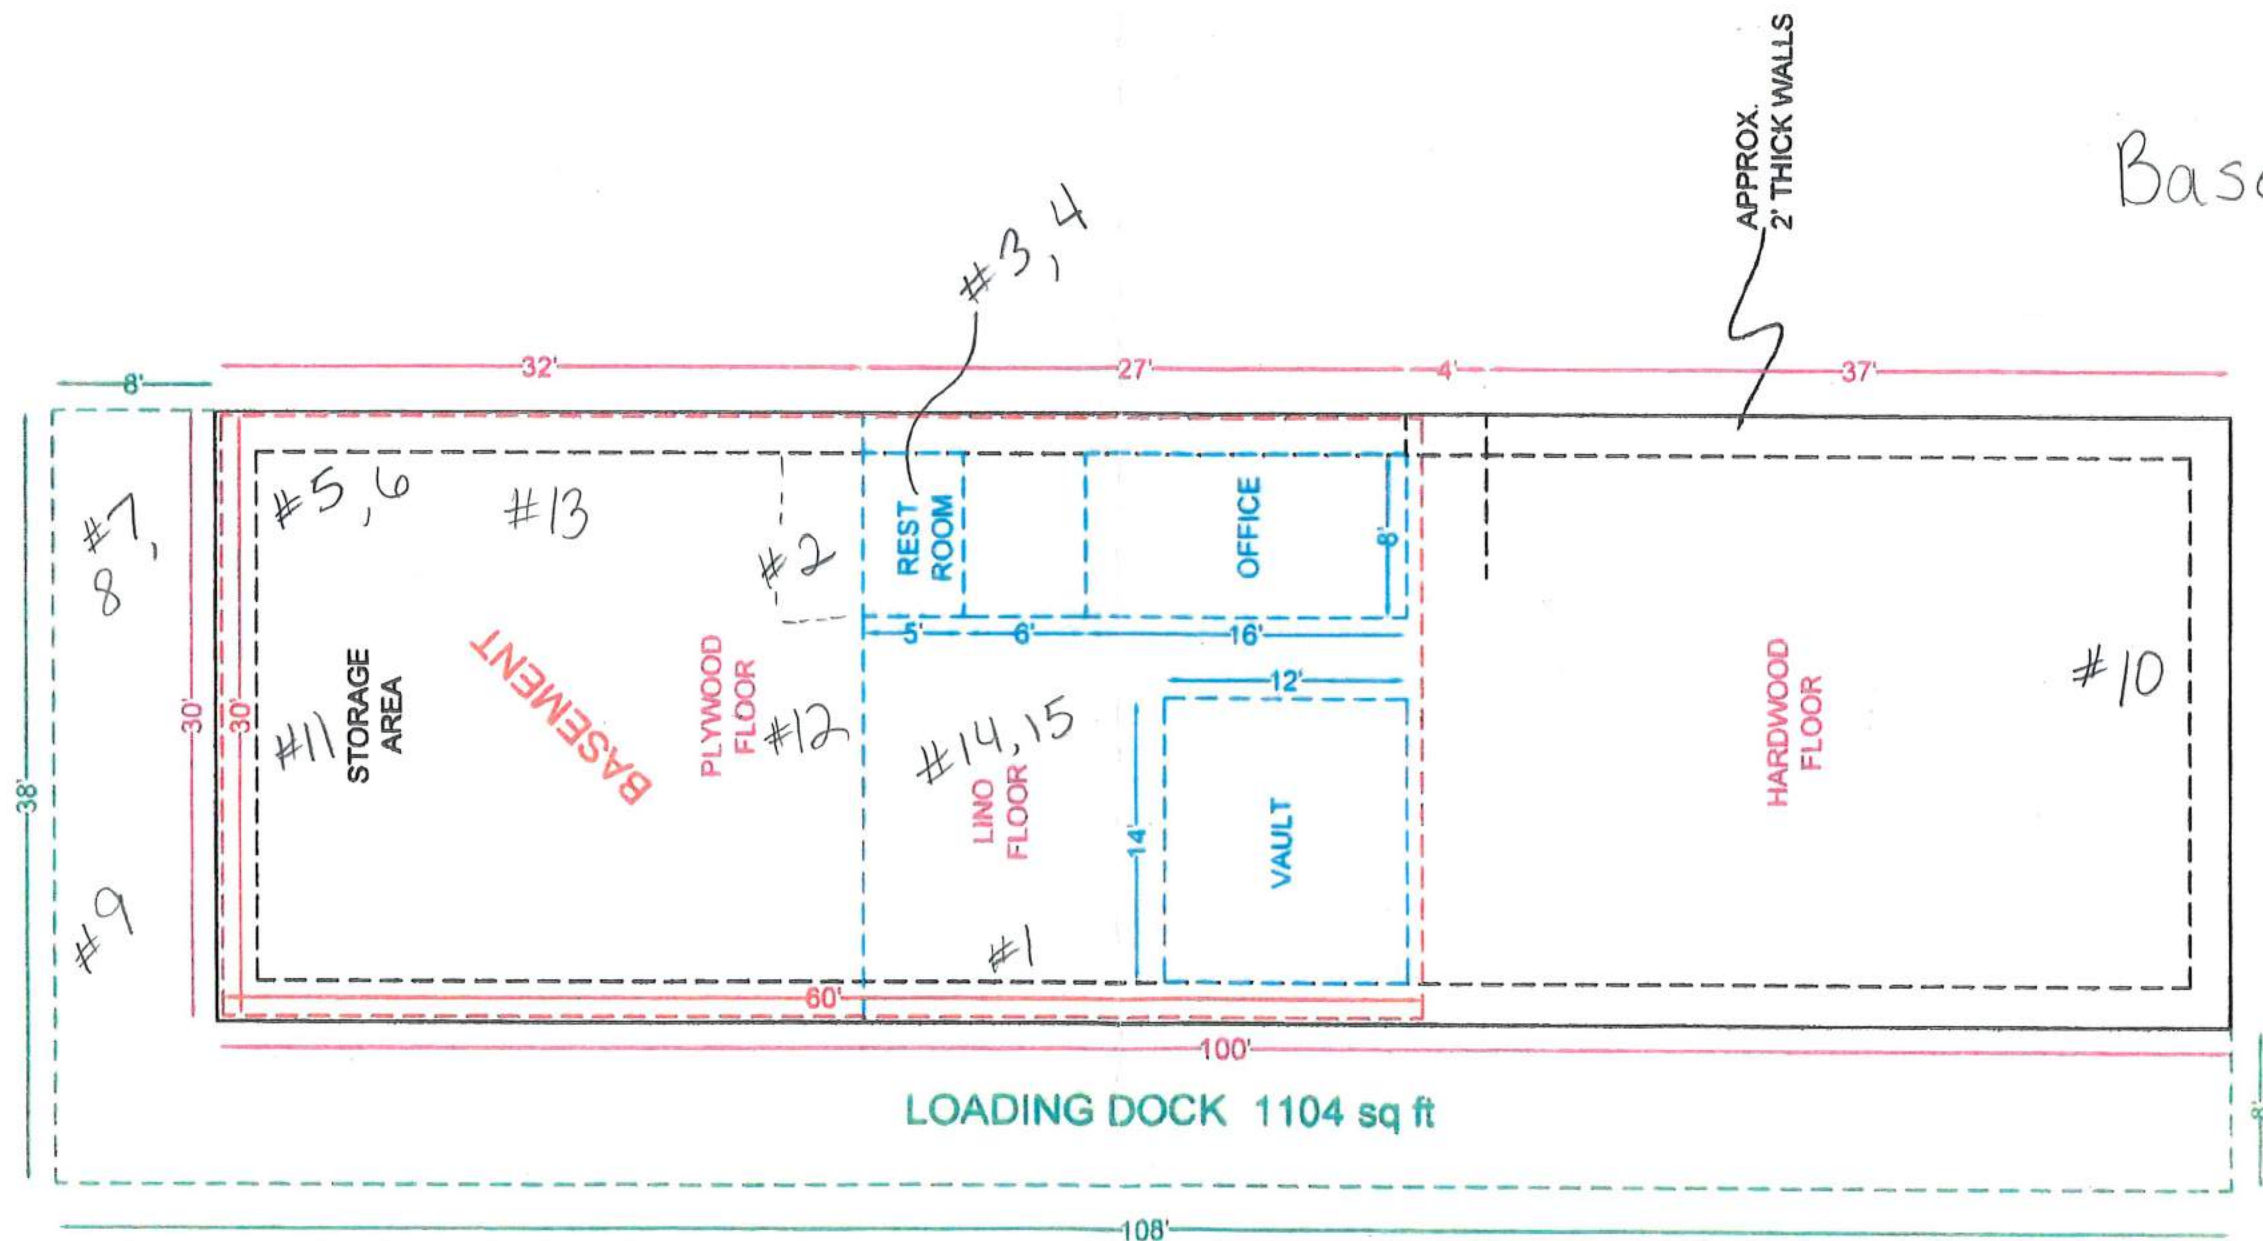 APPROX.
2' THICK WALLS
#3, 4
32'
27'
4'
37'
8'
#5, 6
#13
#7,
8
#2
REST
ROOM
OFFICE
8'
5'
6'
16'
12'
#10
STORAGE
AREA
#11
BASEMENT
PLYWOOD
FLOOR
#12
#14, 15
LINO
FLOOR
HARDWOOD
FLOOR
30'
30'
38'
14'
VAULT
#9
#1
60'
100'
LOADING DOCK 1104 sq ft
8'
108'